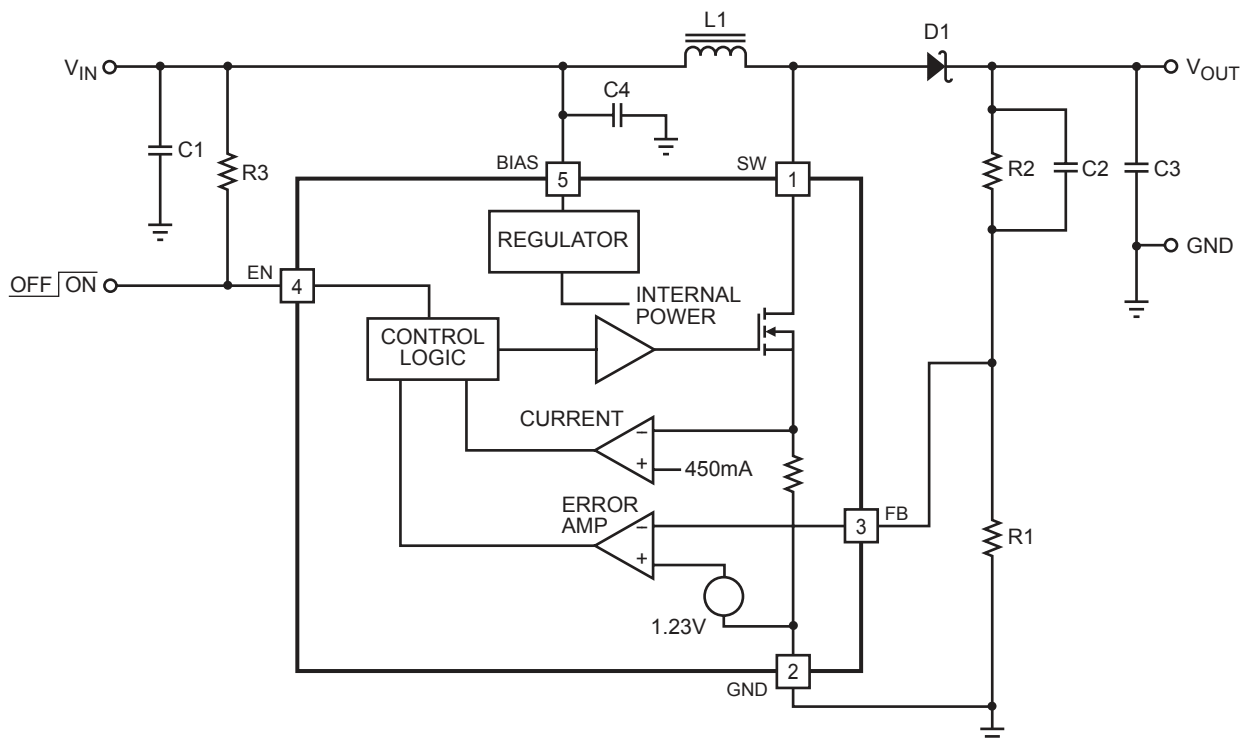 L1
D1
VIN
VOUT
C4
C1
R3
BIAS
SW
5
1
R2
C2
C3
REGULATOR
GND
OFF ON
EN
4
INTERNAL
POWER
CONTROL
LOGIC
CURRENT
−
+
450mA
ERROR
AMP
−
+
3
FB
R1
1.23V
2
GND